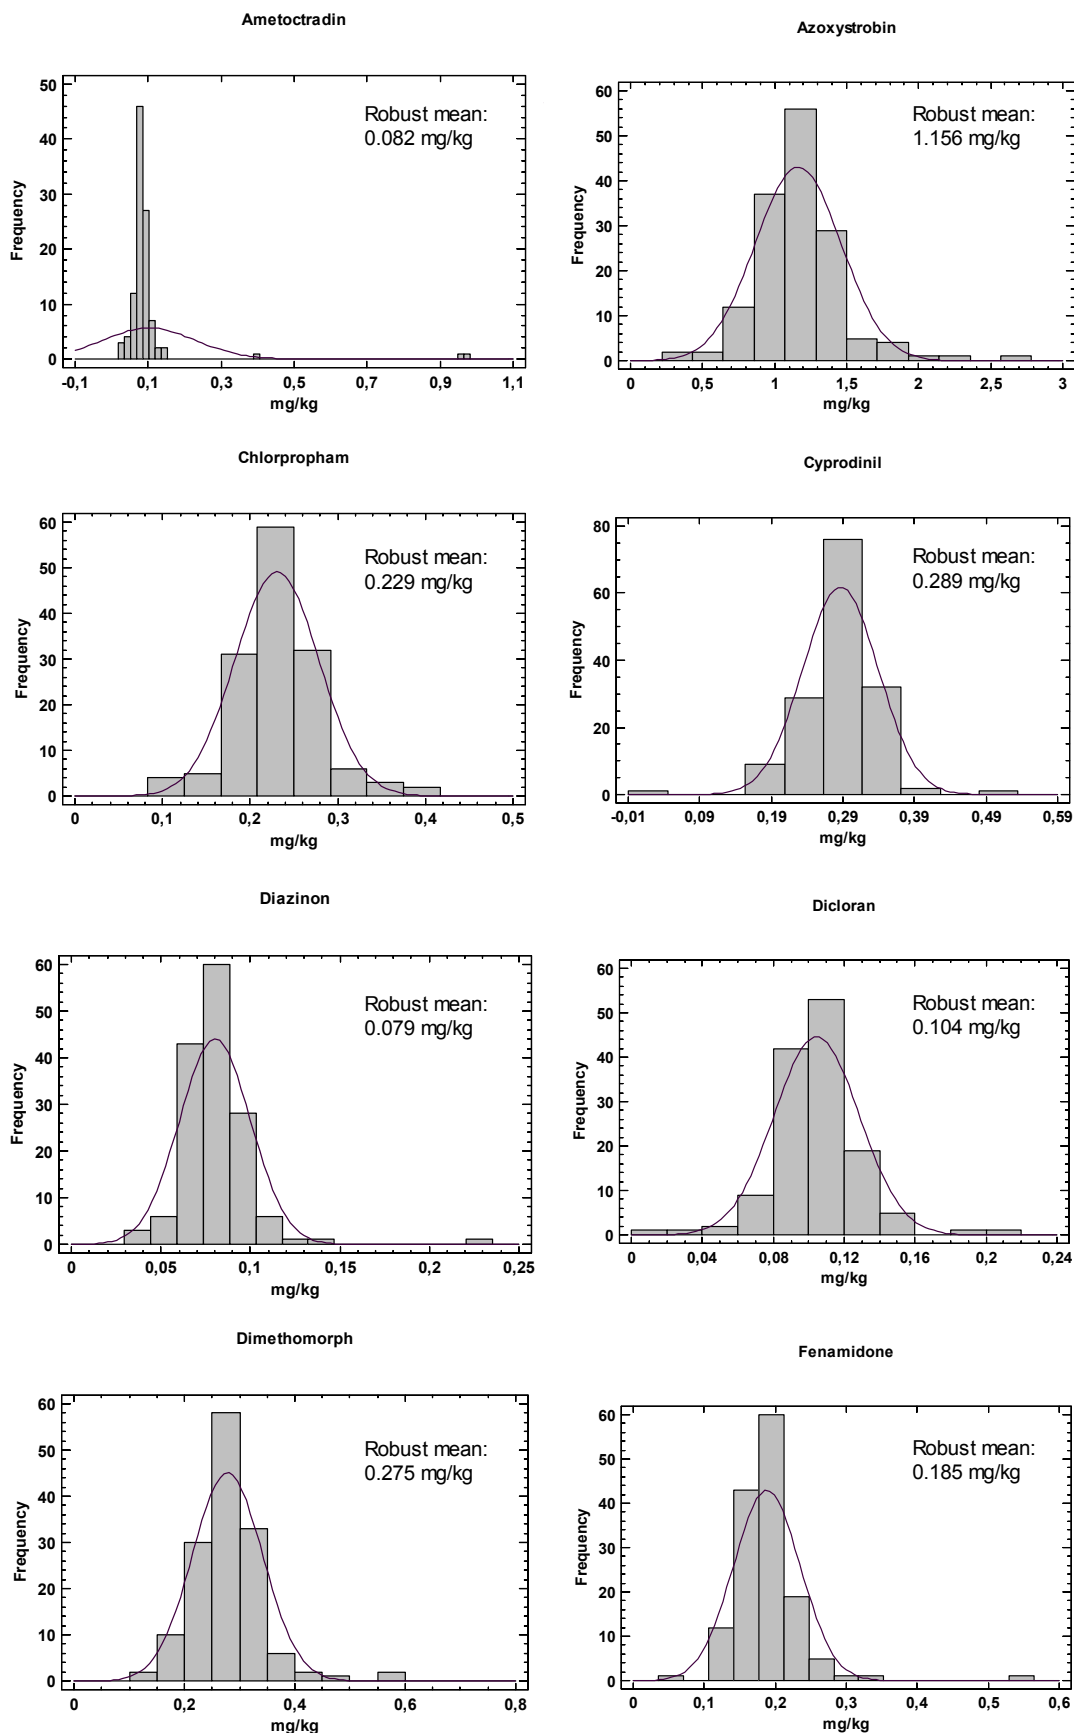 Ametoctradin
50
40
30
20
10
0
Frequency
Robust mean:
0.082 mg/kg
-0,1 0,1 0,3 0,5 0,7 0,9 1,1
mg/kg
Azoxystrobin
60
50
40
30
20
10
0
Frequency
Robust mean:
1.156 mg/kg
0 0,5 1 1,5 2 2,5 3
mg/kg
Chlorpropham
60
50
40
30
20
10
0
Frequency
Robust mean:
0.229 mg/kg
0 0,1 0,2 0,3 0,4 0,5
mg/kg
Cyprodinil
80
60
40
20
0
Frequency
Robust mean:
0.289 mg/kg
-0,01 0,09 0,19 0,29 0,39 0,49 0,59
mg/kg
Diazinon
60
50
40
30
20
10
0
Frequency
Robust mean:
0.079 mg/kg
0 0,05 0,1 0,15 0,2 0,25
mg/kg
Dicloran
60
50
40
30
20
10
0
Frequency
Robust mean:
0.104 mg/kg
0 0,04 0,08 0,12 0,16 0,2 0,24
mg/kg
Dimethomorph
60
50
40
30
20
10
0
Frequency
Robust mean:
0.275 mg/kg
0 0,2 0,4 0,6 0,8
mg/kg
Fenamidone
60
50
40
30
20
10
0
Frequency
Robust mean:
0.185 mg/kg
0 0,1 0,2 0,3 0,4 0,5 0,6
mg/kg